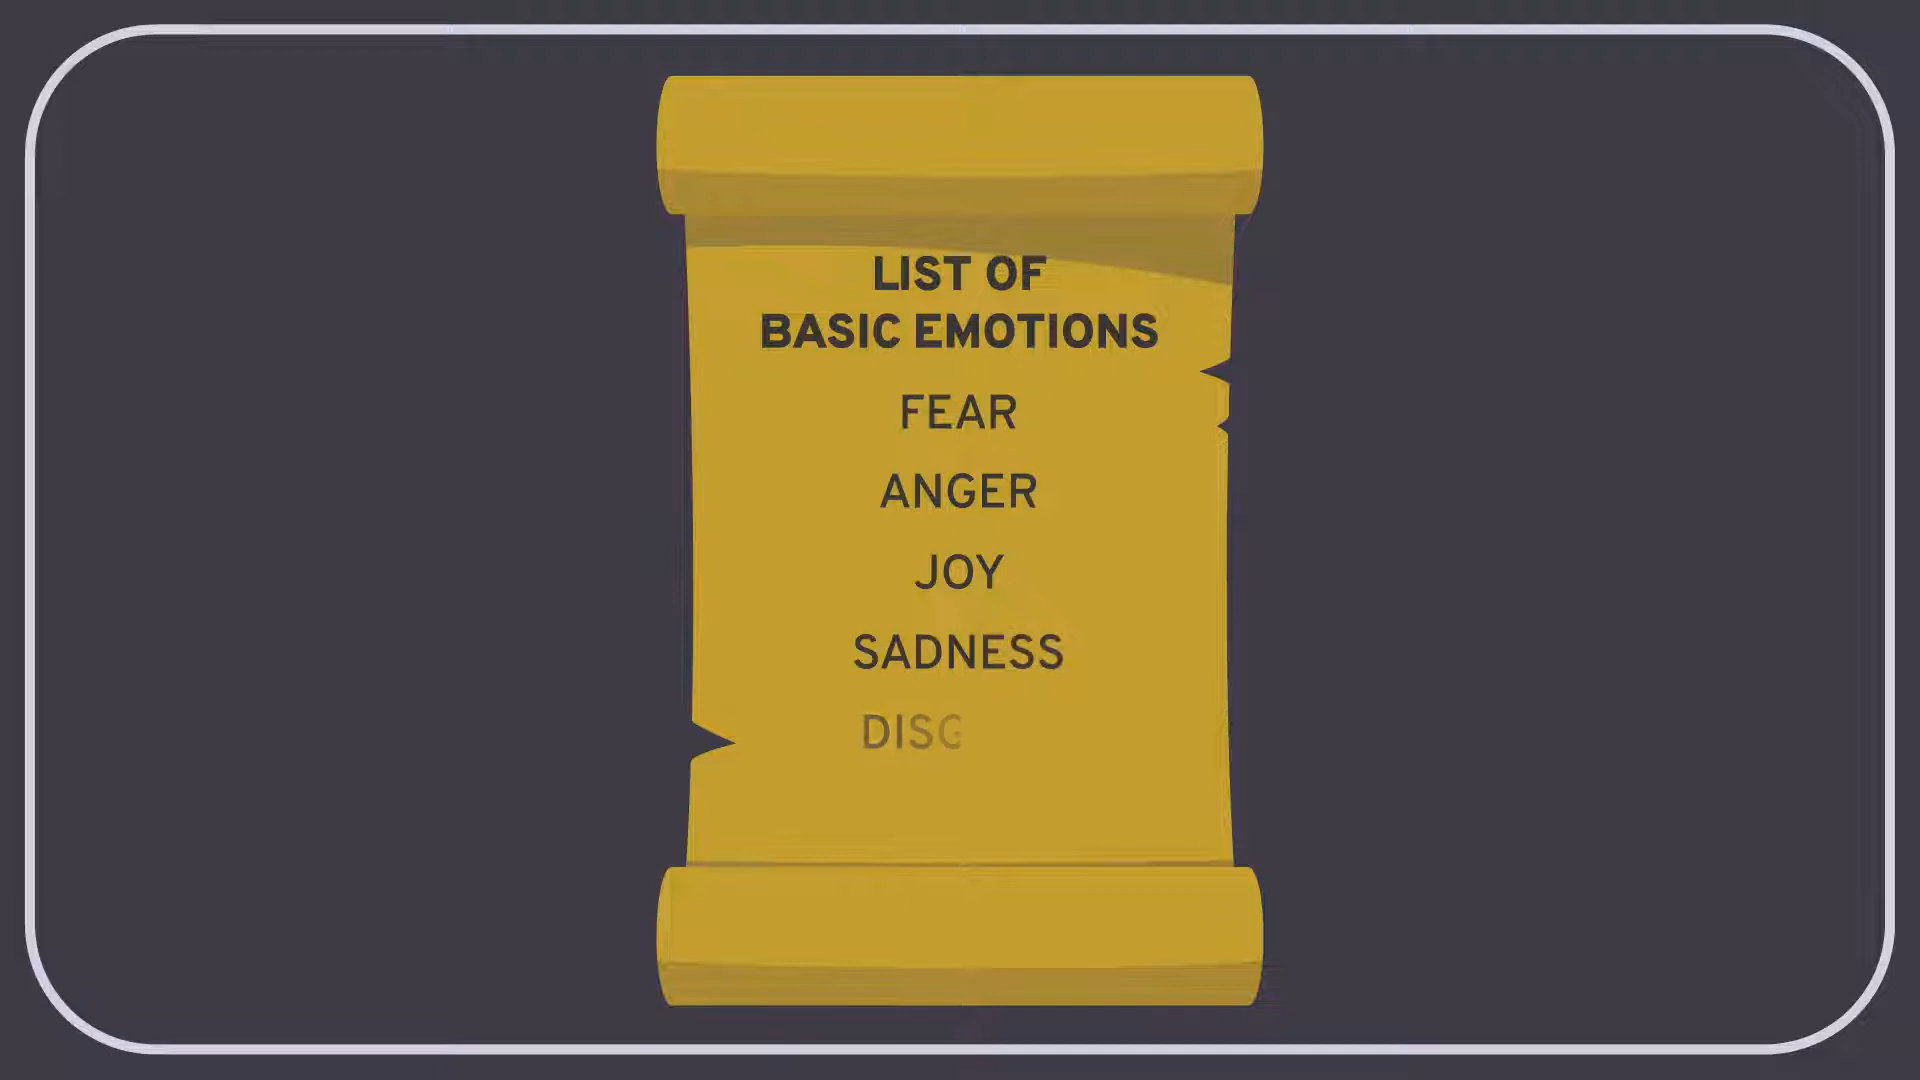 LIST OF
BASIC EMOTIONS
FEAR
ANGER
JOY
SADNESS
DISG